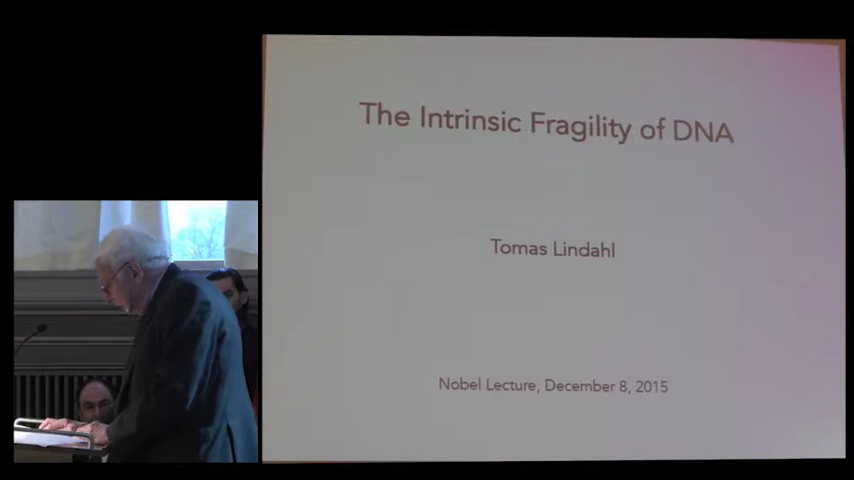 The Intrinsic Fragility of DNA
Tomas Lindahl
Nobel Lecture, December 8, 2015